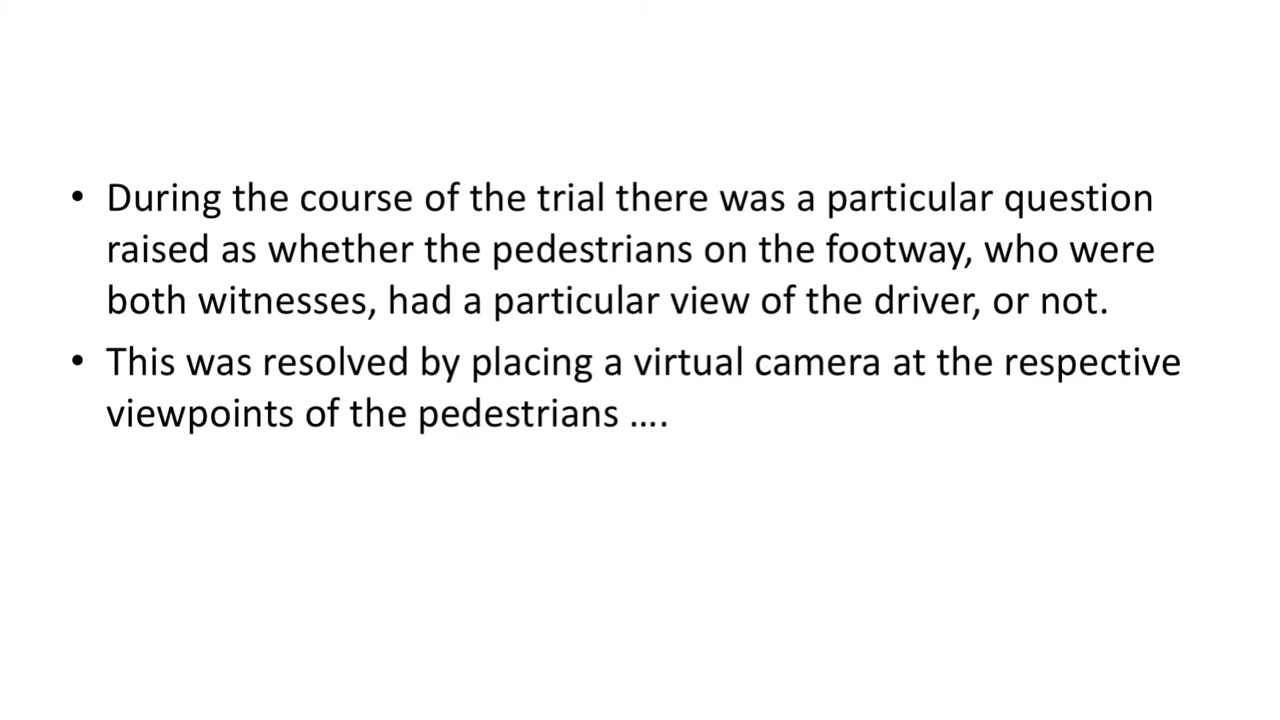 • During the course of the trial there was a particular question
raised as whether the pedestrians on the footway, who were
both witnesses, had a particular view of the driver, or not.
• This was resolved by placing a virtual camera at the respective
viewpoints of the pedestrians ….